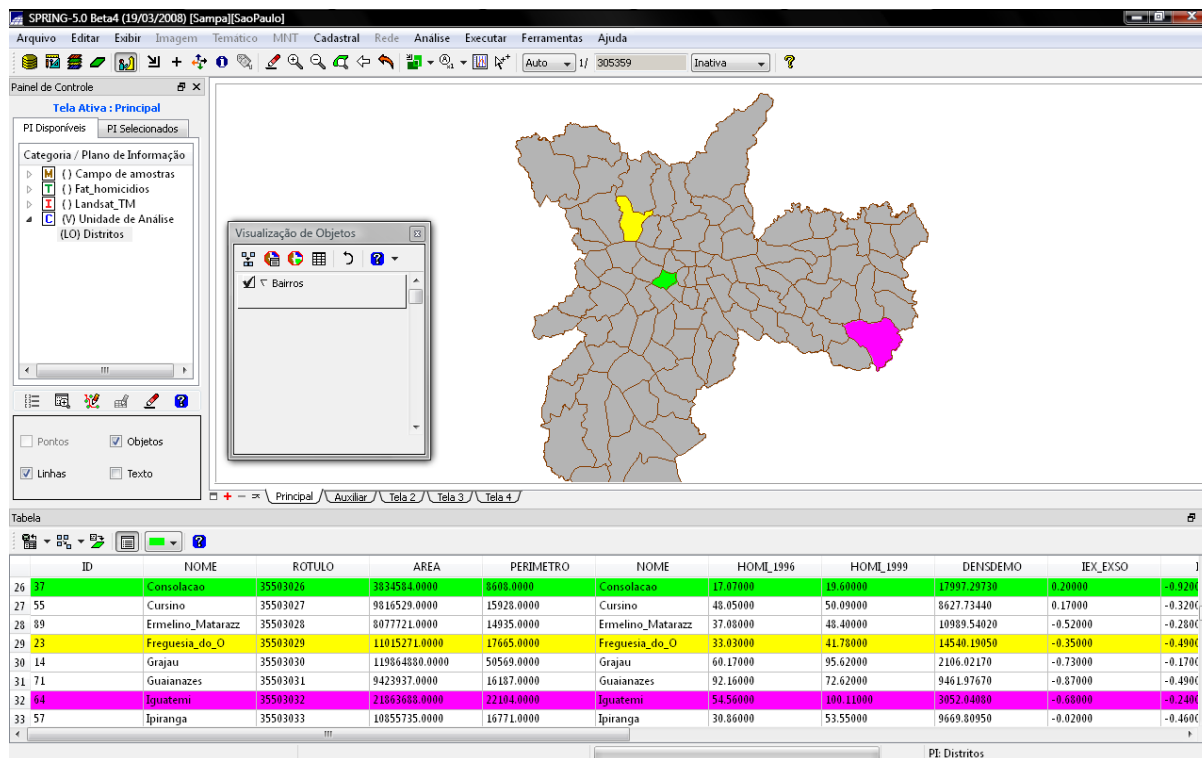 SPRING-5.0 Beta4 (19/03/2008) [Sampa][SaoPaulo]
Arquivo Editar Exibir Imagem Temático MNT Cadastral Rede Análise Executar Ferramentas Ajuda
Auto 1/ 305359 Inativa
Painel de Controle
Tela Ativa : Principal
PI Disponíveis PI Selecionados
Categoria / Plano de Informação
M () Campo de amostras
T () Fat_homicidios
I () Landsat_TM
C (V) Unidade de Análise
(LO) Distritos
Pontos Objetos
Linhas Texto
Visualização de Objetos
Bairros
Principal Auxiliar Tela 2 Tela 3 Tela 4
Tabela
ID NOME ROTULO AREA PERIMETRO NOME HOMI_1996 HOMI_1999 DENSDEMO IEX_EXSO
26 37 Consolacao 35503026 3834584.0000 8608.0000 Consolacao 17.07000 19.60000 17997.29730 0.20000 -0.9200
27 55 Cursino 35503027 9816529.0000 15928.0000 Cursino 48.05000 50.09000 8627.73440 0.17000 -0.3200
28 89 Ermelino_Matarazz 35503028 8077721.0000 14935.0000 Ermelino_Matarazz 37.08000 48.40000 10989.54020 -0.52000 -0.2800
29 23 Freguesia_do_O 35503029 11015271.0000 17665.0000 Freguesia_do_O 33.03000 41.78000 14540.19050 -0.35000 -0.4900
30 14 Grajau 35503030 119864880.0000 50569.0000 Grajau 60.17000 95.62000 2106.02170 -0.73000 -0.1700
31 71 Guaianazes 35503031 9423937.0000 16187.0000 Guaianazes 92.16000 72.62000 9461.97670 -0.87000 -0.4900
32 64 Iguatemi 35503032 21863688.0000 22104.0000 Iguatemi 54.56000 100.11000 3052.04080 -0.68000 -0.2400
33 57 Ipiranga 35503033 10855735.0000 16771.0000 Ipiranga 30.86000 53.55000 9669.80950 -0.02000 -0.4600
PI: Distritos